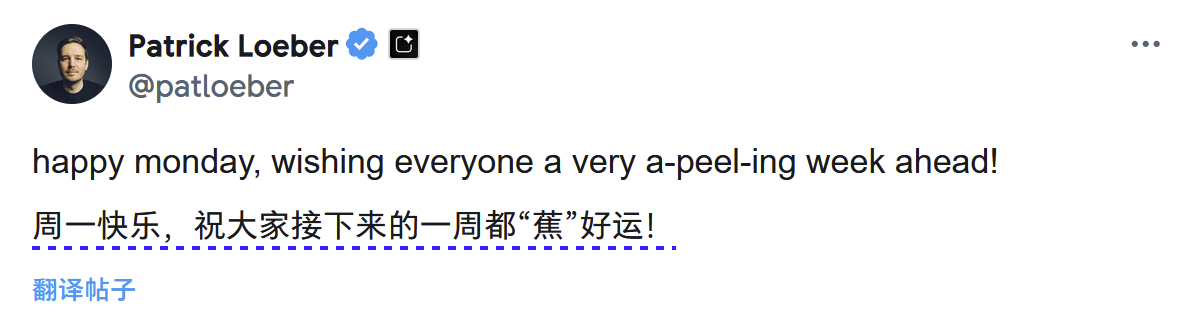 Patrick Loeber
@patloeber
happy monday, wishing everyone a very a-peel-ing week ahead!
周一快乐，祝大家接下来的一周都“蕉”好运！
翻译帖子